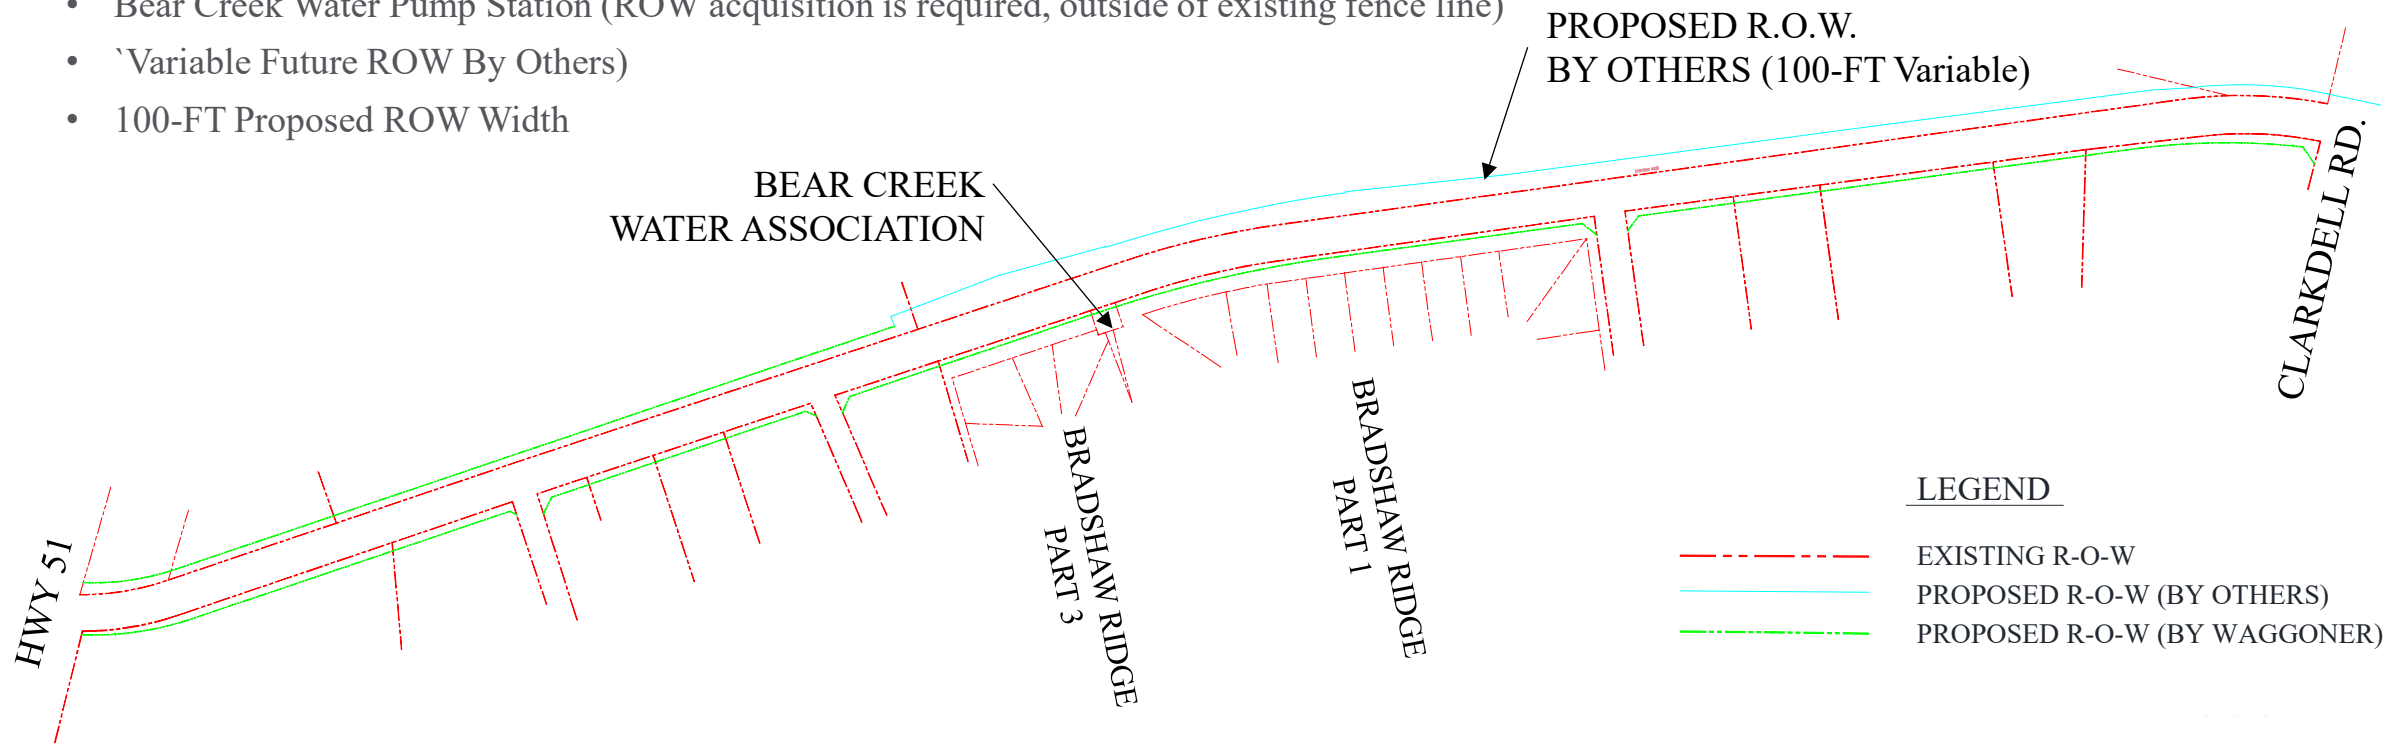 • Bear Creek Water Pump Station (ROW acquisition is required, outside of existing fence line)
• `Variable Future ROW By Others)
• 100-FT Proposed ROW Width
PROPOSED R.O.W.
BY OTHERS (100-FT Variable)
BEAR CREEK
WATER ASSOCIATION
CLARKDELL RD.
HWY 51
BRADSHAW RIDGE
PART 3
BRADSHAW RIDGE
PART 1
LEGEND
EXISTING R-O-W
PROPOSED R-O-W (BY OTHERS)
PROPOSED R-O-W (BY WAGGONER)